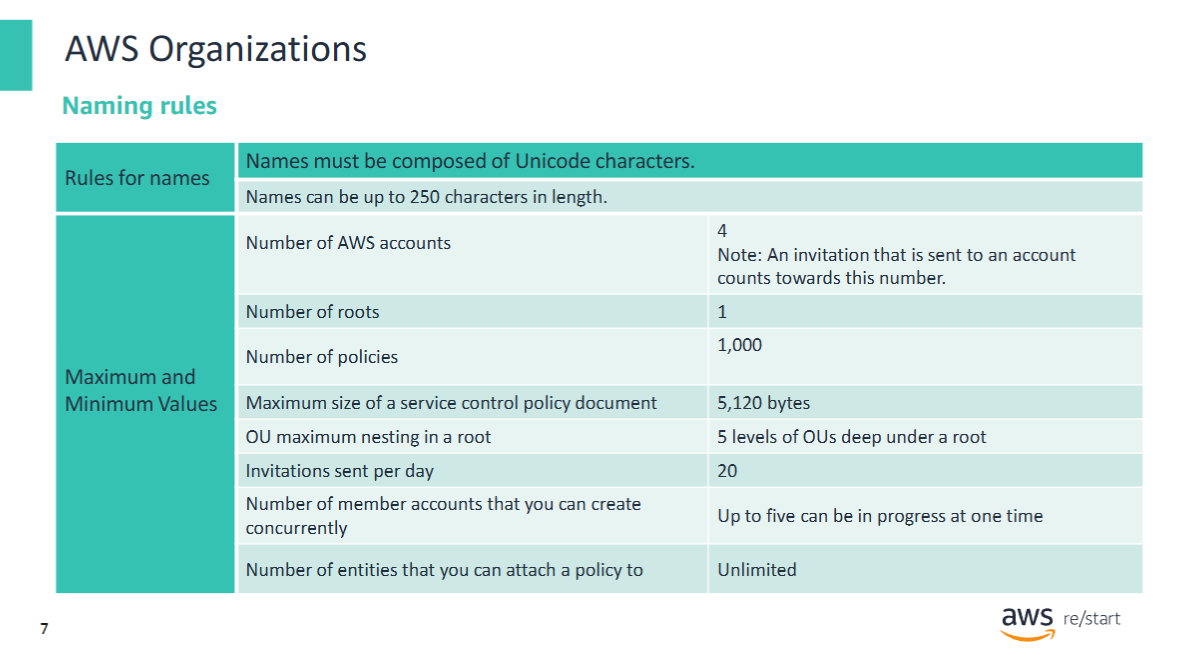 AWS Organizations
Naming rules
Rules for names
Names must be composed of Unicode characters.
Names can be up to 250 characters in length.
Maximum and
Minimum Values
Number of AWS accounts
4
Note: An invitation that is sent to an account
counts towards this number.
Number of roots
1
Number of policies
1,000
Maximum size of a service control policy document
5,120 bytes
OU maximum nesting in a root
5 levels of OUs deep under a root
Invitations sent per day
20
Number of member accounts that you can create
concurrently
Up to five can be in progress at one time
Number of entities that you can attach a policy to
Unlimited
7
aws re/start